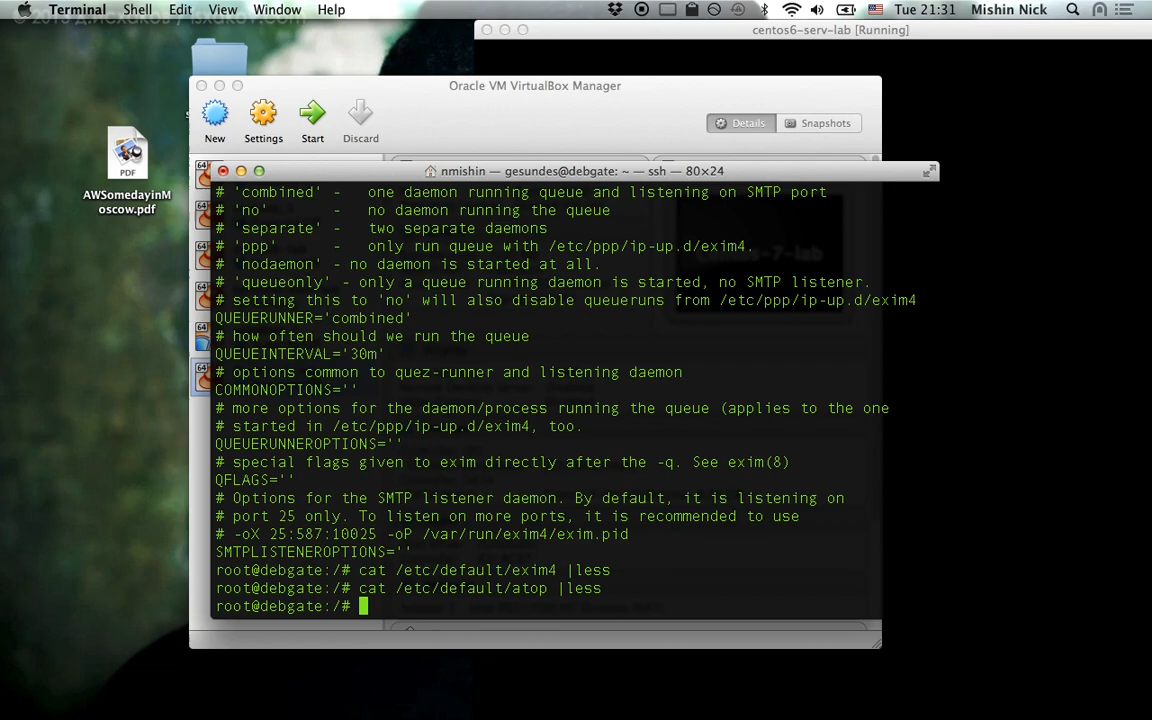 Terminal Shell Edit View Window Help Tue 21:31 Mishin Nick
centos6-serv-lab [Running]
Oracle VM VirtualBox Manager
New Settings Start Discard Details Snapshots
PDF
AWSomedayinM
oscow.pdf
nmishin — gesundes@debgate: ~ — ssh — 80×24
# 'combined' -   one daemon running queue and listening on SMTP port
# 'no'       -   no daemon running the queue
# 'separate' -   two separate daemons
# 'ppp'      -   only run queue with /etc/ppp/ip-up.d/exim4.
# 'nodaemon' - no daemon is started at all.
# 'queueonly' - only a queue running daemon is started, no SMTP listener.
# setting this to 'no' will also disable queueruns from /etc/ppp/ip-up.d/exim4
QUEUERUNNER='combined'
# how often should we run the queue
QUEUEINTERVAL='30m'
# options common to quez-runner and listening daemon
COMMONOPTIONS=''
# more options for the daemon/process running the queue (applies to the one
# started in /etc/ppp/ip-up.d/exim4, too.
QUEUERUNNEROPTIONS=''
# special flags given to exim directly after the -q. See exim(8)
QFLAGS=''
# Options for the SMTP listener daemon. By default, it is listening on
# port 25 only. To listen on more ports, it is recommended to use
# -oX 25:587:10025 -oP /var/run/exim4/exim.pid
SMTPLISTENEROPTIONS=''
root@debgate:/# cat /etc/default/exim4 |less
root@debgate:/# cat /etc/default/atop |less
root@debgate:/#